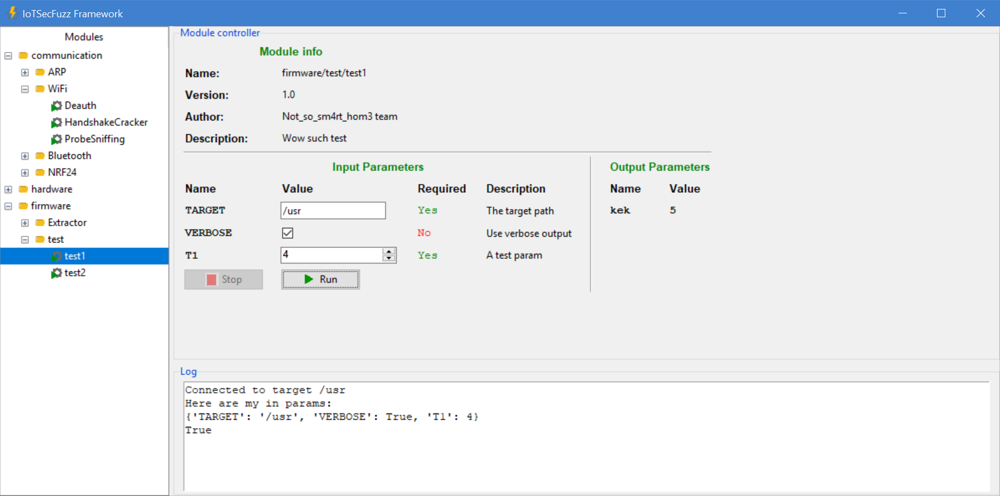 IoTSecFuzz Framework
Modules
communication
ARP
WiFi
Deauth
HandshakeCracker
ProbeSniffing
Bluetooth
NRF24
hardware
firmware
Extractor
test
test1
test2
Module controller
Module info
Name: firmware/test/test1
Version: 1.0
Author: Not_so_sm4rt_hom3 team
Description: Wow such test
Input Parameters
Name Value Required Description
TARGET /usr Yes The target path
VERBOSE No Use verbose output
T1 4 Yes A test param
Stop Run
Output Parameters
Name Value
kek 5
Log
Connected to target /usr
Here are my in params:
{'TARGET': '/usr', 'VERBOSE': True, 'T1': 4}
True